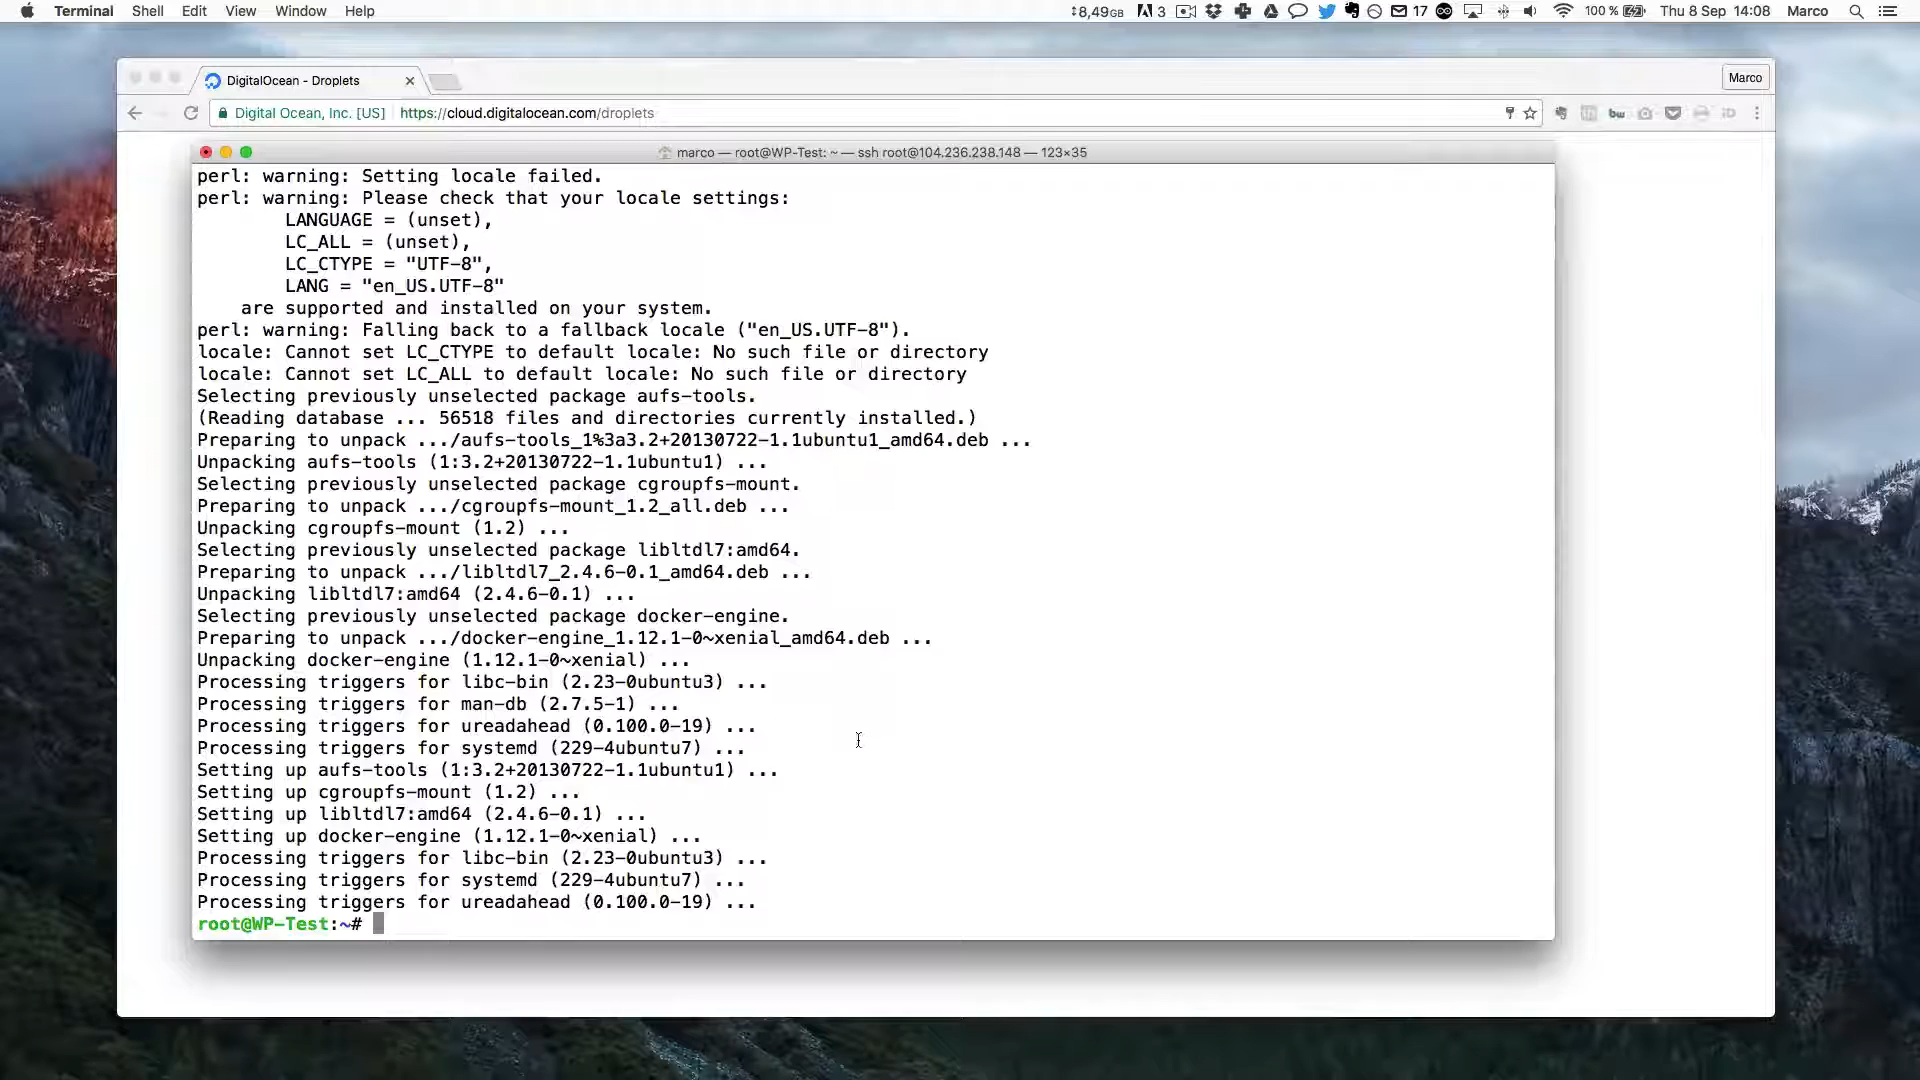 Terminal Shell Edit View Window Help
8,49GB 3 17 100 % Thu 8 Sep 14:08 Marco
DigitalOcean - Droplets
Marco
Digital Ocean, Inc. [US] https://cloud.digitalocean.com/droplets
bw iD
marco — root@WP-Test: ~ — ssh root@104.236.238.148 — 123×35
perl: warning: Setting locale failed.
perl: warning: Please check that your locale settings:
LANGUAGE = (unset),
LC_ALL = (unset),
LC_CTYPE = "UTF-8",
LANG = "en_US.UTF-8"
are supported and installed on your system.
perl: warning: Falling back to a fallback locale ("en_US.UTF-8").
locale: Cannot set LC_CTYPE to default locale: No such file or directory
locale: Cannot set LC_ALL to default locale: No such file or directory
Selecting previously unselected package aufs-tools.
(Reading database ... 56518 files and directories currently installed.)
Preparing to unpack .../aufs-tools_1%3a3.2+20130722-1.1ubuntu1_amd64.deb ...
Unpacking aufs-tools (1:3.2+20130722-1.1ubuntu1) ...
Selecting previously unselected package cgroupfs-mount.
Preparing to unpack .../cgroupfs-mount_1.2_all.deb ...
Unpacking cgroupfs-mount (1.2) ...
Selecting previously unselected package libltdl7:amd64.
Preparing to unpack .../libltdl7_2.4.6-0.1_amd64.deb ...
Unpacking libltdl7:amd64 (2.4.6-0.1) ...
Selecting previously unselected package docker-engine.
Preparing to unpack .../docker-engine_1.12.1-0~xenial_amd64.deb ...
Unpacking docker-engine (1.12.1-0~xenial) ...
Processing triggers for libc-bin (2.23-0ubuntu3) ...
Processing triggers for man-db (2.7.5-1) ...
Processing triggers for ureadahead (0.100.0-19) ...
Processing triggers for systemd (229-4ubuntu7) ...
Setting up aufs-tools (1:3.2+20130722-1.1ubuntu1) ...
Setting up cgroupfs-mount (1.2) ...
Setting up libltdl7:amd64 (2.4.6-0.1) ...
Setting up docker-engine (1.12.1-0~xenial) ...
Processing triggers for libc-bin (2.23-0ubuntu3) ...
Processing triggers for systemd (229-4ubuntu7) ...
Processing triggers for ureadahead (0.100.0-19) ...
root@WP-Test:~#